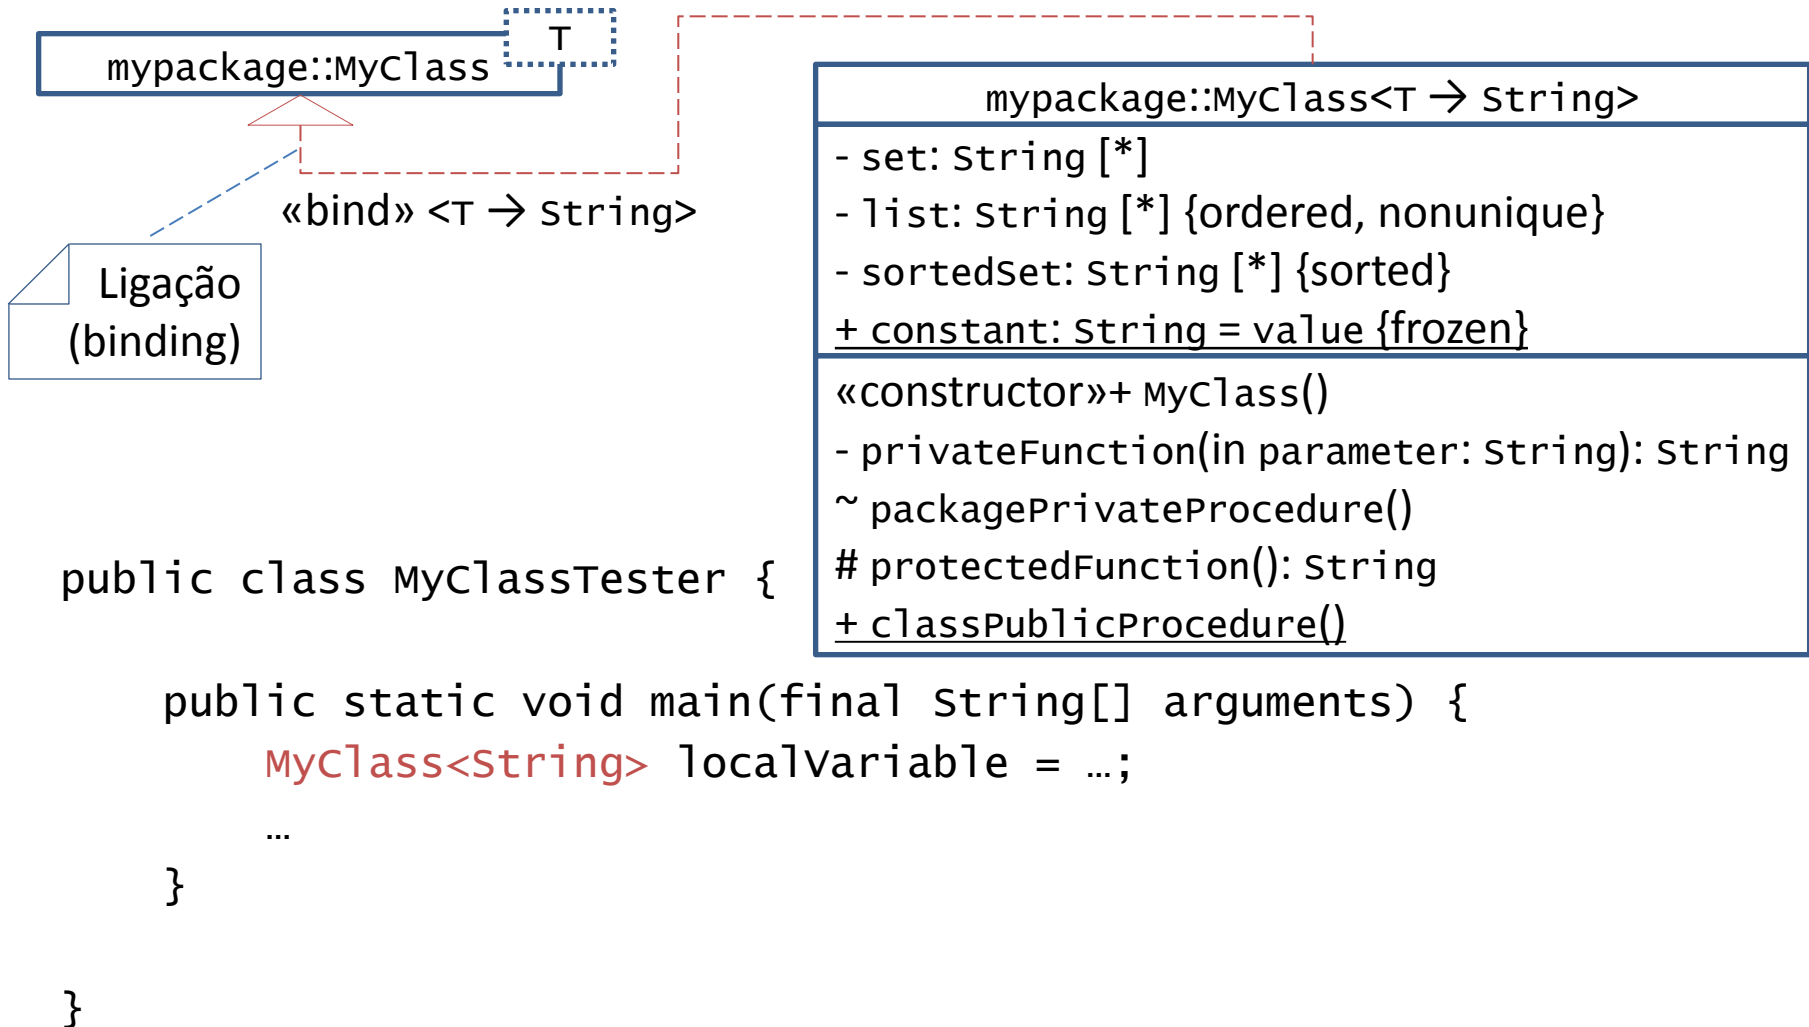 T
mypackage::MyClass
«bind» <T → String>
Ligação
(binding)
mypackage::MyClass<T → String>
- set: String [*]
- list: String [*] {ordered, nonunique}
- sortedSet: String [*] {sorted}
+ constant: String = value {frozen}
«constructor»+ MyClass()
- privateFunction(in parameter: String): String
~ packagePrivateProcedure()
# protectedFunction(): String
+ classPublicProcedure()
public class MyClassTester {
public static void main(final String[] arguments) {
MyClass<String> localVariable = …;
…
}
}